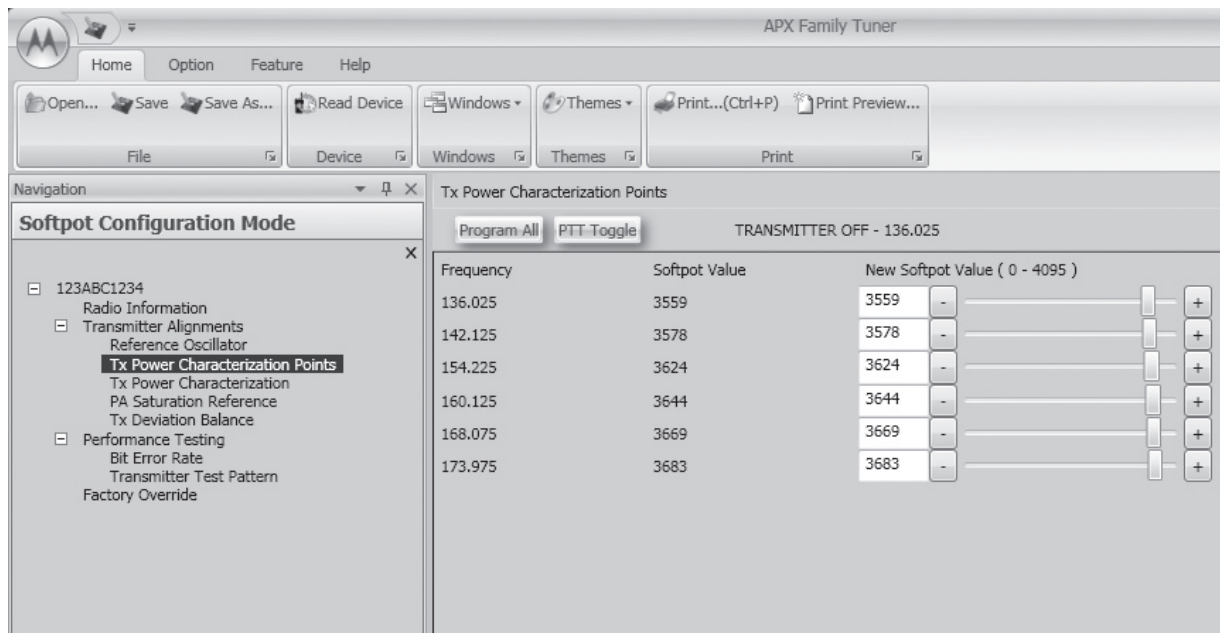 APX Family Tuner
Home Option Feature Help
Open... Save Save As... Read Device Windows Themes Print...(Ctrl+P) Print Preview...
File Device Windows Themes Print
Navigation
Softpot Configuration Mode
123ABC1234
Radio Information
Transmitter Alignments
Reference Oscillator
Tx Power Characterization Points
Tx Power Characterization
PA Saturation Reference
Tx Deviation Balance
Performance Testing
Bit Error Rate
Transmitter Test Pattern
Factory Override
Tx Power Characterization Points
Program All PTT Toggle TRANSMITTER OFF - 136.025
Frequency Softpot Value New Softpot Value ( 0 - 4095 )
136.025 3559 3559 - +
142.125 3578 3578 - +
154.225 3624 3624 - +
160.125 3644 3644 - +
168.075 3669 3669 - +
173.975 3683 3683 - +